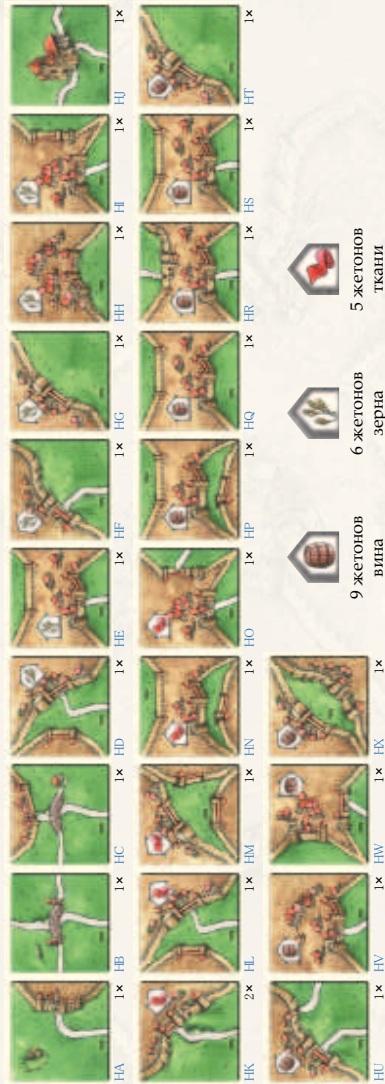 HA 1×
HB 1×
HC 1×
HD 1×
HE 1×
HF 1×
HG 1×
HH 1×
HI 1×
HJ 1×
HK 2×
HL 1×
HM 1×
HN 1×
HO 1×
HP 1×
HQ 1×
HR 1×
HS 1×
HT 1×
HU 1×
HV 1×
HW 1×
HX 1×
9 жетонов
вина
6 жетонов
зерна
5 жетонов
ткани